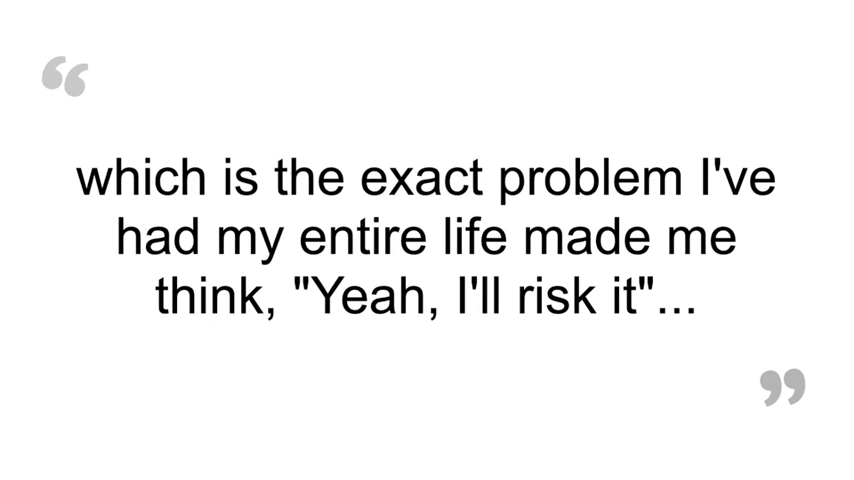 which is the exact problem I've
had my entire life made me
think, "Yeah, I'll risk it"...